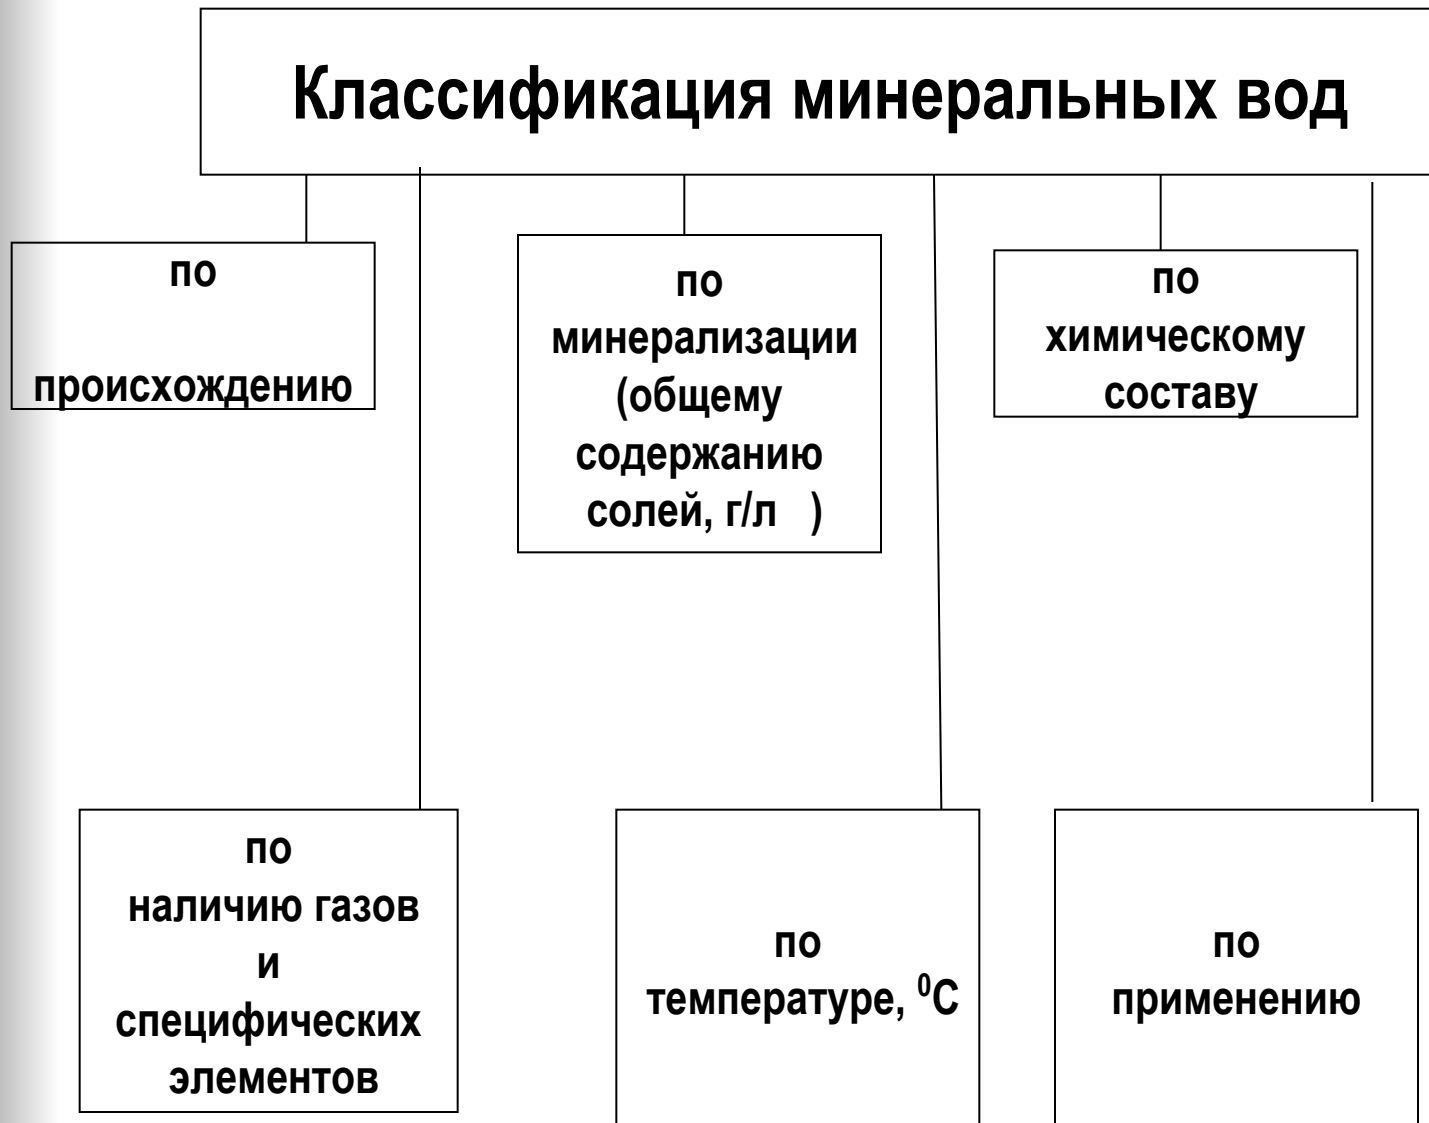 Классификация минеральных вод
по
происхождению
по
минерализации
(общему
содержанию
солей, г/л )
по
химическому
составу
по
наличию газов
и
специфических
элементов
по
температуре, ⁰С
по
применению